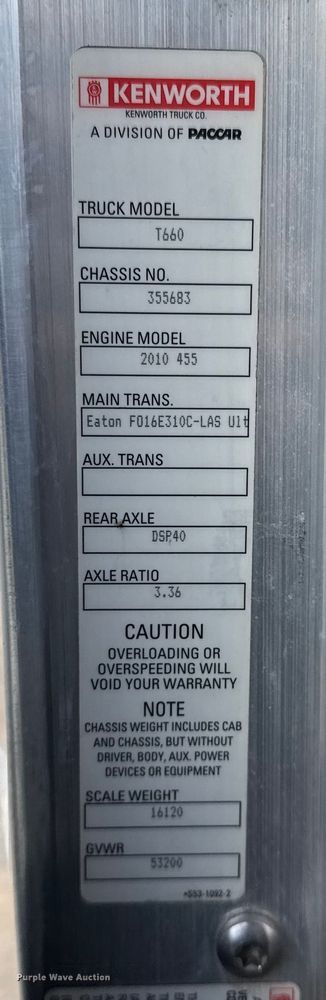 KENWORTH
KENWORTH TRUCK CO.
A DIVISION OF PACCAR
TRUCK MODEL
T660
CHASSIS NO.
355683
ENGINE MODEL
2010 455
MAIN TRANS.
Eaton FO16E310C-LAS Ult
AUX. TRANS
REAR AXLE
DSP40
AXLE RATIO
3.36
CAUTION
OVERLOADING OR
OVERSPEEDING WILL
VOID YOUR WARRANTY
NOTE
CHASSIS WEIGHT INCLUDES CAB
AND CHASSIS, BUT WITHOUT
DRIVER, BODY, AUX. POWER
DEVICES OR EQUIPMENT
SCALE WEIGHT
16120
GVWR
53200
Purple Wave Auction